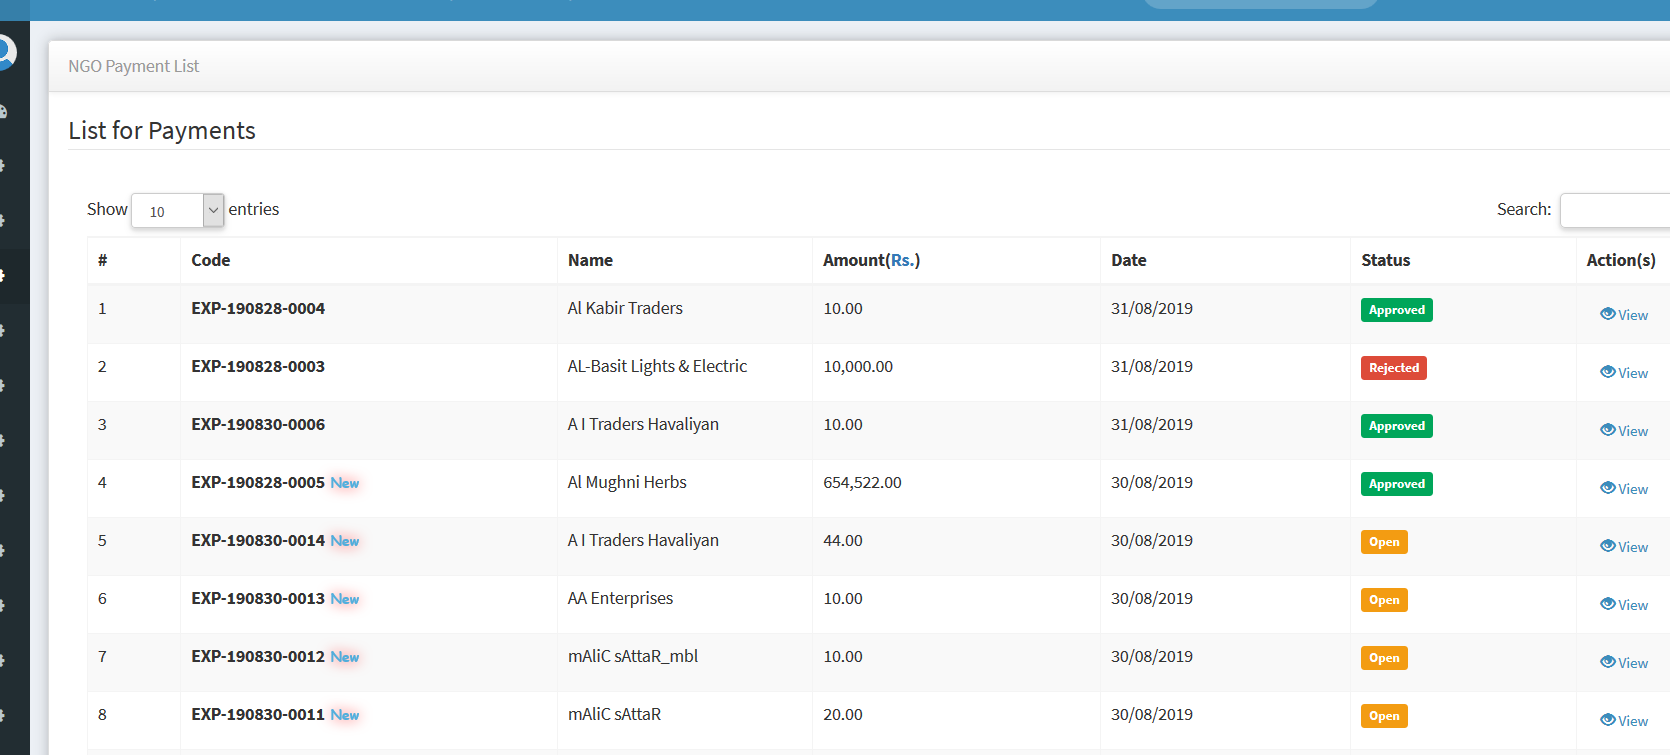 NGO Payment List
List for Payments
Show 10 entries Search:
# Code Name Amount(Rs.) Date Status Action(s)
1 EXP-190828-0004 Al Kabir Traders 10.00 31/08/2019 Approved View
2 EXP-190828-0003 AL-Basit Lights & Electric 10,000.00 31/08/2019 Rejected View
3 EXP-190830-0006 A I Traders Havaliyan 10.00 31/08/2019 Approved View
4 EXP-190828-0005 New Al Mughni Herbs 654,522.00 30/08/2019 Approved View
5 EXP-190830-0014 New A I Traders Havaliyan 44.00 30/08/2019 Open View
6 EXP-190830-0013 New AA Enterprises 10.00 30/08/2019 Open View
7 EXP-190830-0012 New mAliC sAttaR_mbl 10.00 30/08/2019 Open View
8 EXP-190830-0011 New mAliC sAttaR 20.00 30/08/2019 Open View